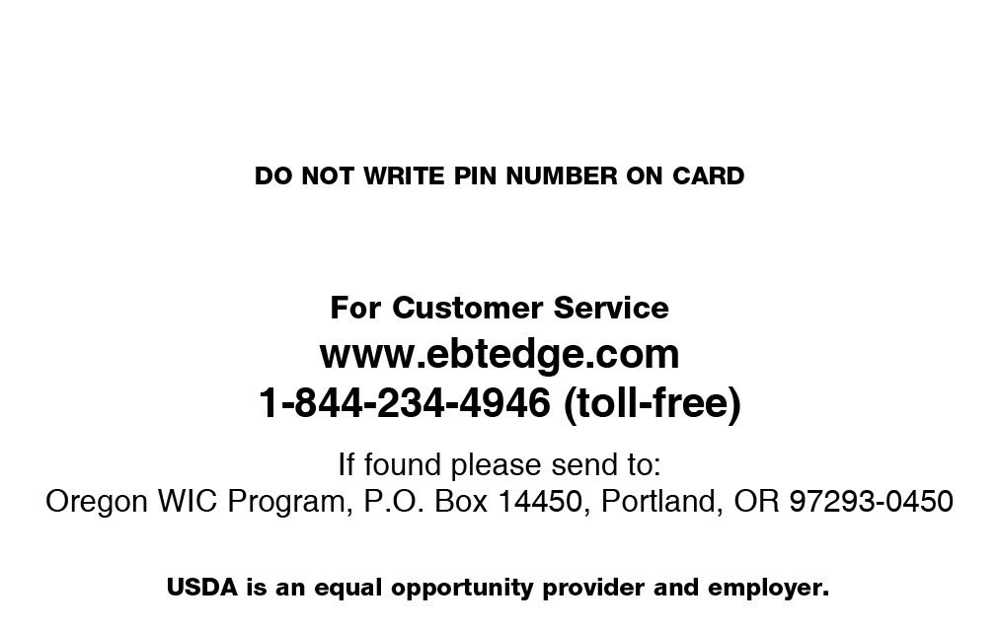 DO NOT WRITE PIN NUMBER ON CARD
For Customer Service
www.ebtedge.com
1-844-234-4946 (toll-free)
If found please send to:
Oregon WIC Program, P.O. Box 14450, Portland, OR 97293-0450
USDA is an equal opportunity provider and employer.